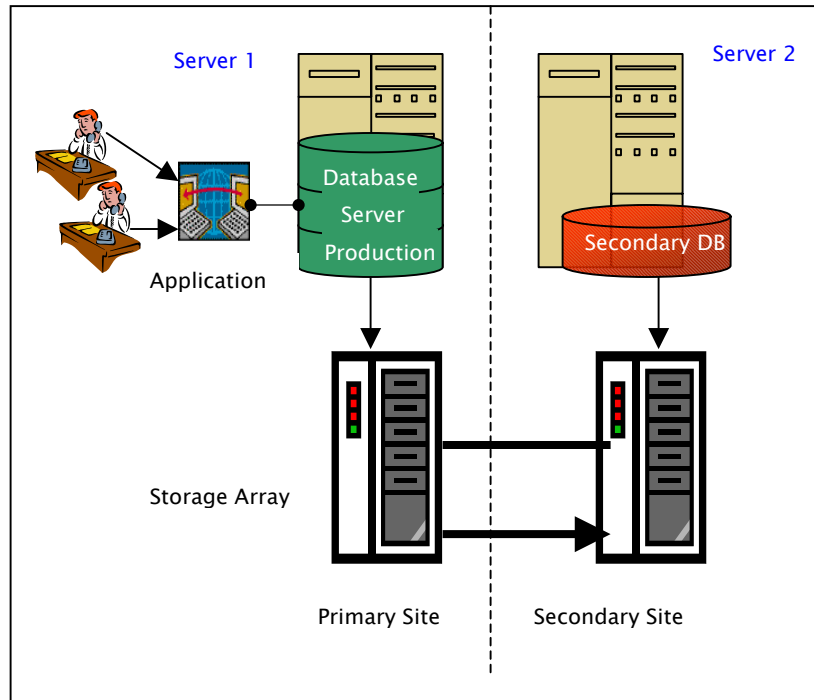 Server 1
Server 2
Database
Server
Production
Secondary DB
Application
Storage Array
Primary Site
Secondary Site